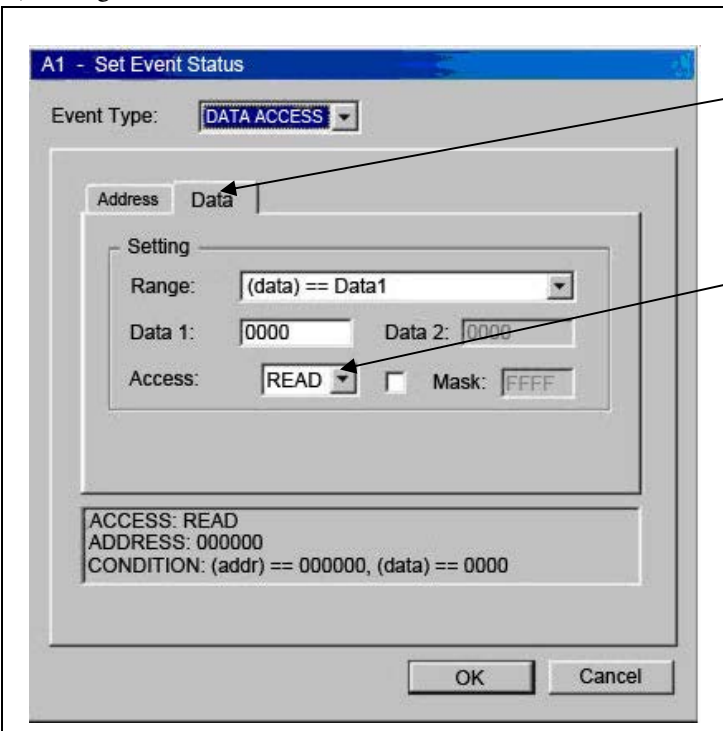 A1 - Set Event Status
Event Type: DATA ACCESS
Address Data
Setting
Range: (data) == Data1
Data 1: 0000 Data 2: 0000
Access: READ Mask: FFFF
ACCESS: READ
ADDRESS: 000000
CONDITION: (addr) == 000000, (data) == 0000
OK Cancel